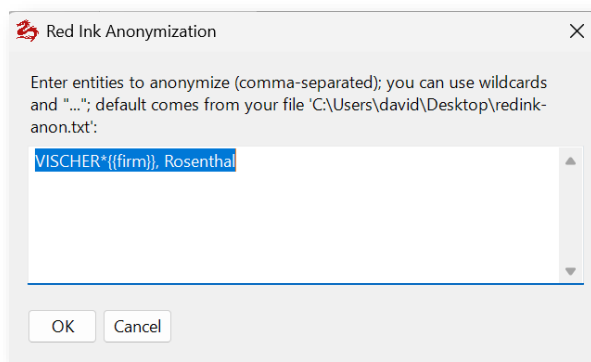 Red Ink Anonymization
Enter entities to anonymize (comma-separated); you can use wildcards
and "..."; default comes from your file 'C:\Users\david\Desktop\redink-
anon.txt':
VISCHER*{{firm}}, Rosenthal
OK Cancel